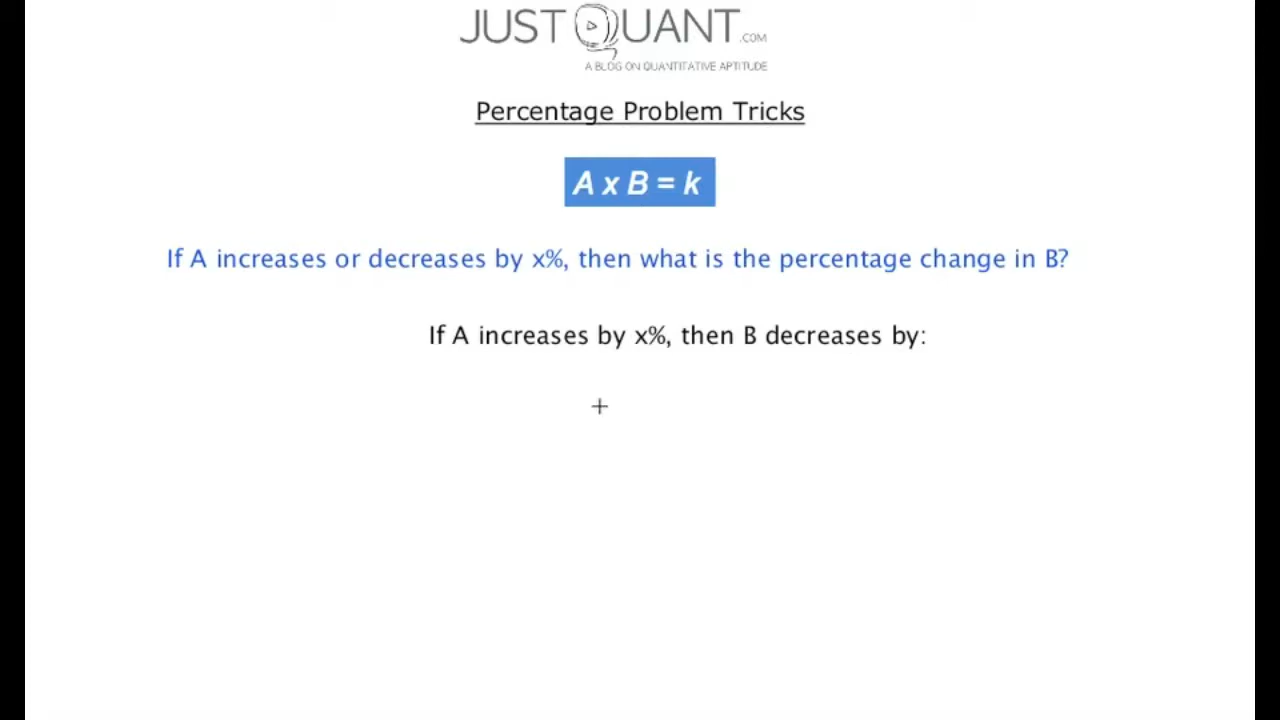 JUSTQUANT.COM
A BLOG ON QUANTITATIVE APTITUDE
Percentage Problem Tricks
A x B = k
If A increases or decreases by x%, then what is the percentage change in B?
If A increases by x%, then B decreases by: